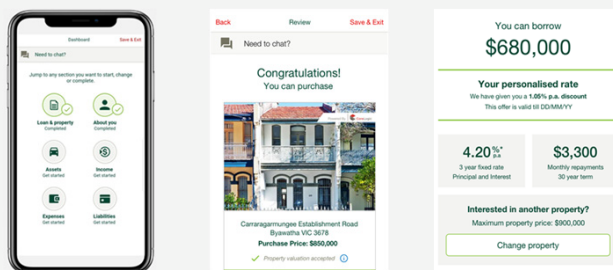 Dashboard
Save & Exit
Need to chat?
Jump to any section you want to start, change
or complete.
Loan & property
Completed
About you
Completed
Assets
Get started
Income
Get started
Expenses
Get started
Liabilities
Get started
Back
Review
Save & Exit
Need to chat?
Congratulations!
You can purchase
Carraragarmungee Establishment Road
Byawatha VIC 3678
Purchase Price: $850,000
Property valuation accepted
You can borrow
$680,000
Your personalised rate
We have given you a 1.05% p.a. discount
This offer is valid till DD/MM/YY
4.20%*
p.a
3 year fixed rate
Principal and Interest
$3,300
Monthly repayments
30 year term
Interested in another property?
Maximum property price: $900,000
Change property